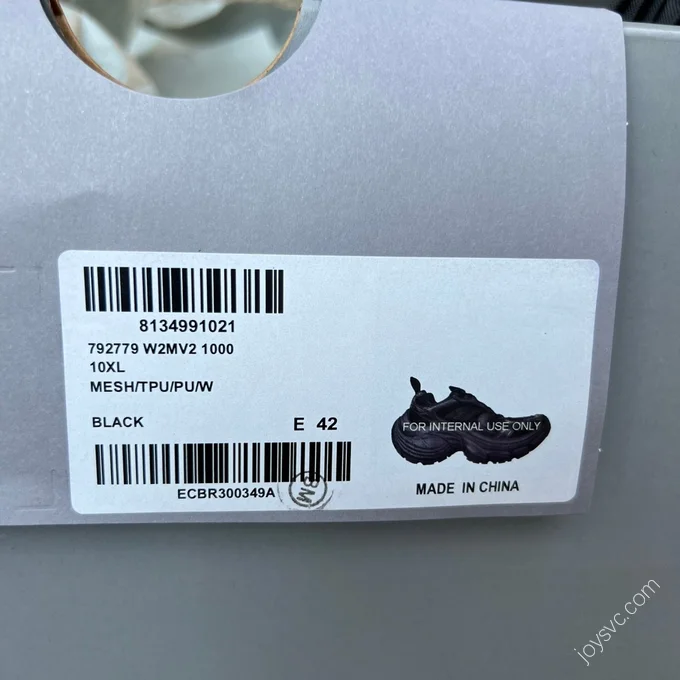 8134991021
792779 W2MV2 1000
10XL
MESH/TPU/PU/W
BLACK E 42
FOR INTERNAL USE ONLY
ECBR300349A
BM
MADE IN CHINA
joysvc.com